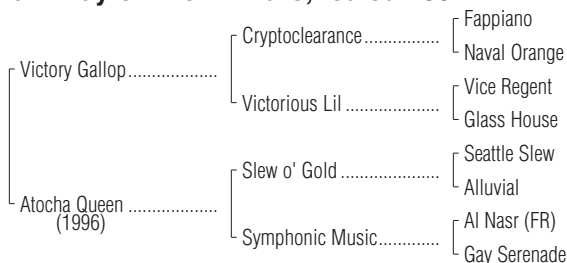 Fappiano
Cryptoclearance
Naval Orange
Victory Gallop
Vice Regent
Victorious Lil
Glass House
Seattle Slew
Slew o' Gold
Alluvial
Atocha Queen
(1996)
Al Nasr (FR)
Symphonic Music
Gay Serenade